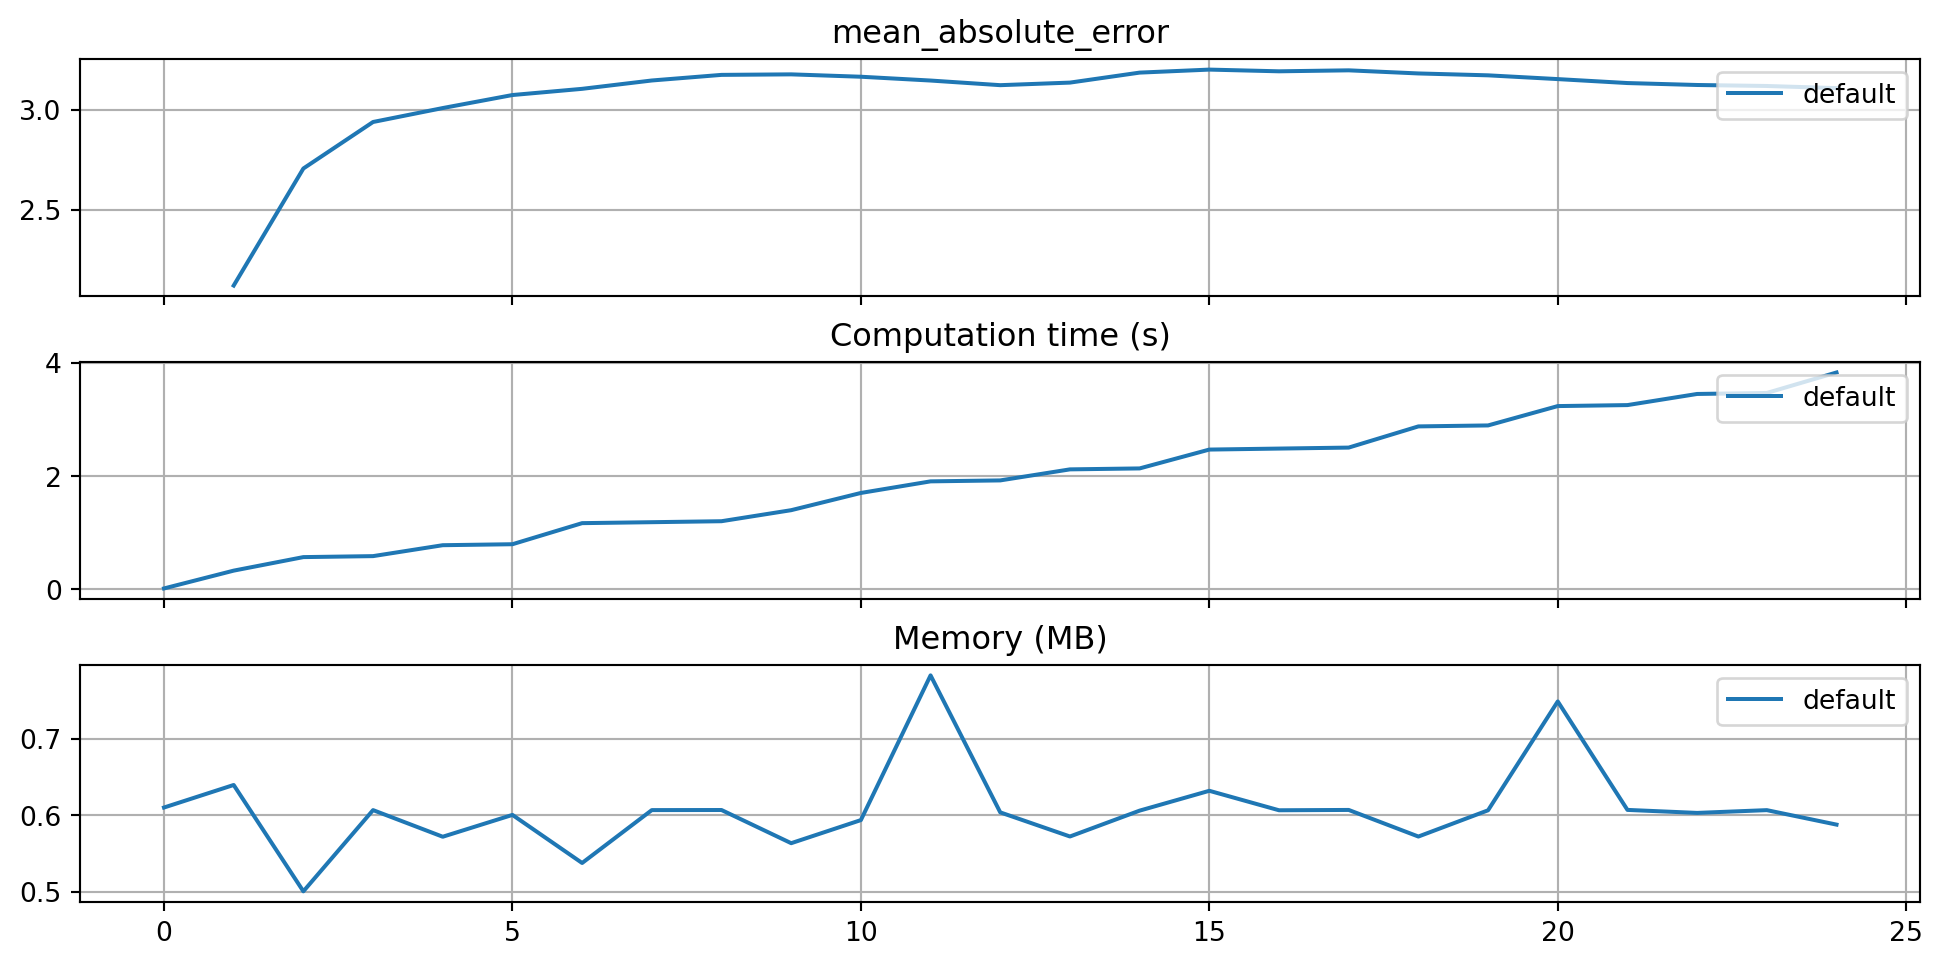 mean_absolute_error
3.0
2.5
default
Computation time (s)
4
2
0
default
Memory (MB)
0.7
0.6
0.5
default
0 5 10 15 20 25